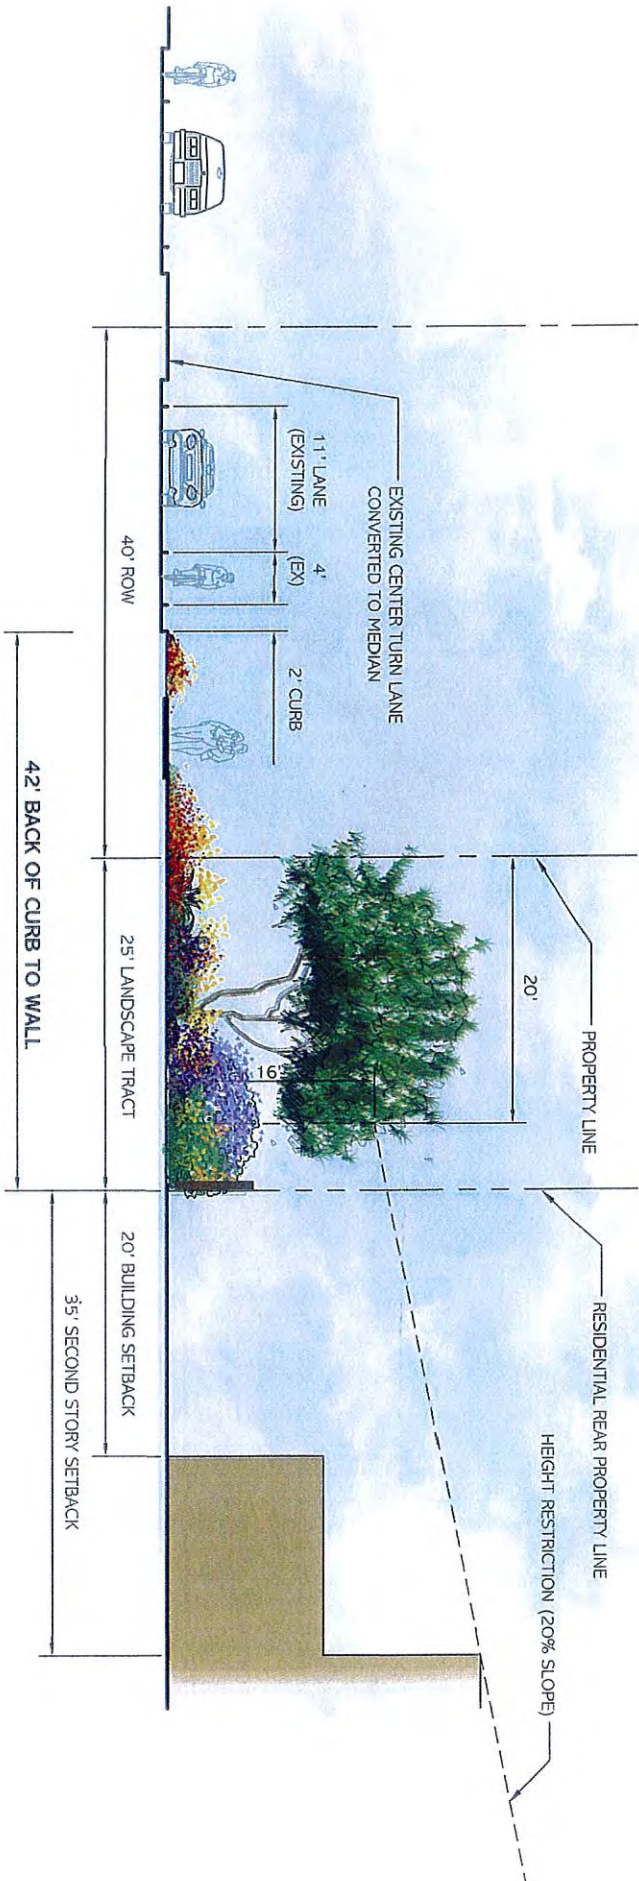 PROPERTY LINE
RESIDENTIAL REAR PROPERTY LINE
HEIGHT RESTRICTION (20% SLOPE)
20'
EXISTING CENTER TURN LANE
CONVERTED TO MEDIAN
11' LANE
(EXISTING)
4'
(EX)
2' CURB
16'
40' ROW
25' LANDSCAPE TRACT
20' BUILDING SETBACK
35' SECOND STORY SETBACK
42' BACK OF CURB TO WALL